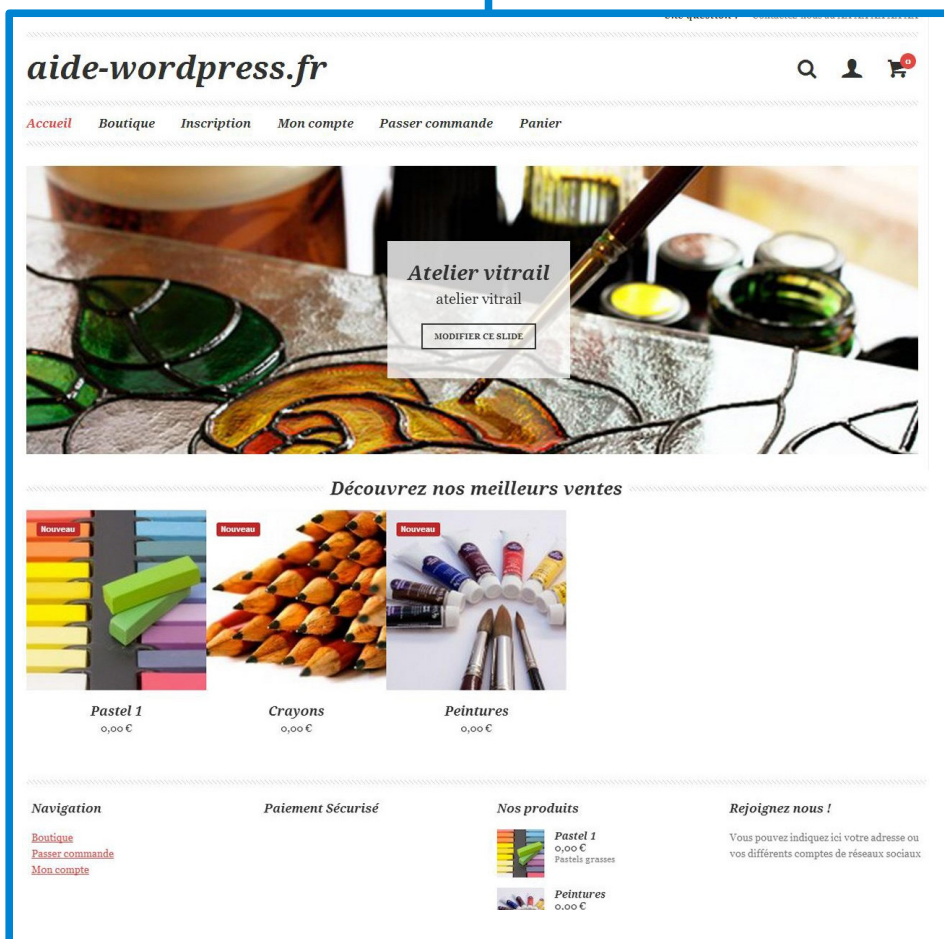 aide-wordpress.fr
0
Accueil Boutique Inscription Mon compte Passer commande Panier
Atelier vitrail
atelier vitrail
MODIFIER CE SLIDE
Découvrez nos meilleurs ventes
Nouveau
Nouveau
Nouveau
Pastel 1
0,00 €
Crayons
0,00 €
Peintures
0,00 €
Navigation
Boutique
Passer commande
Mon compte
Paiement Sécurisé
Nos produits
Pastel 1
0,00 €
Pastels grasses
Peintures
0,00 €
Rejoignez nous !
Vous pouvez indiquez ici votre adresse ou
vos différents comptes de réseaux sociaux